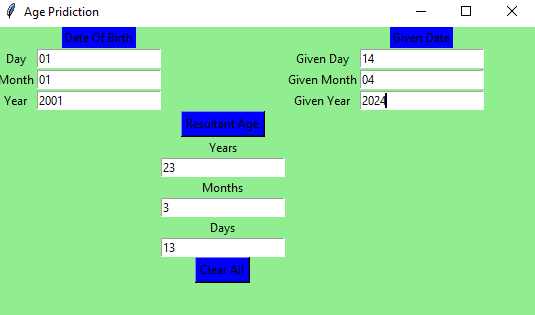 Age Pridiction
Date Of Birth Given Date
Day 01 Given Day 14
Month 01 Given Month 04
Year 2001 Given Year 2024
Resultant Age
Years
23
Months
3
Days
13
Clear All